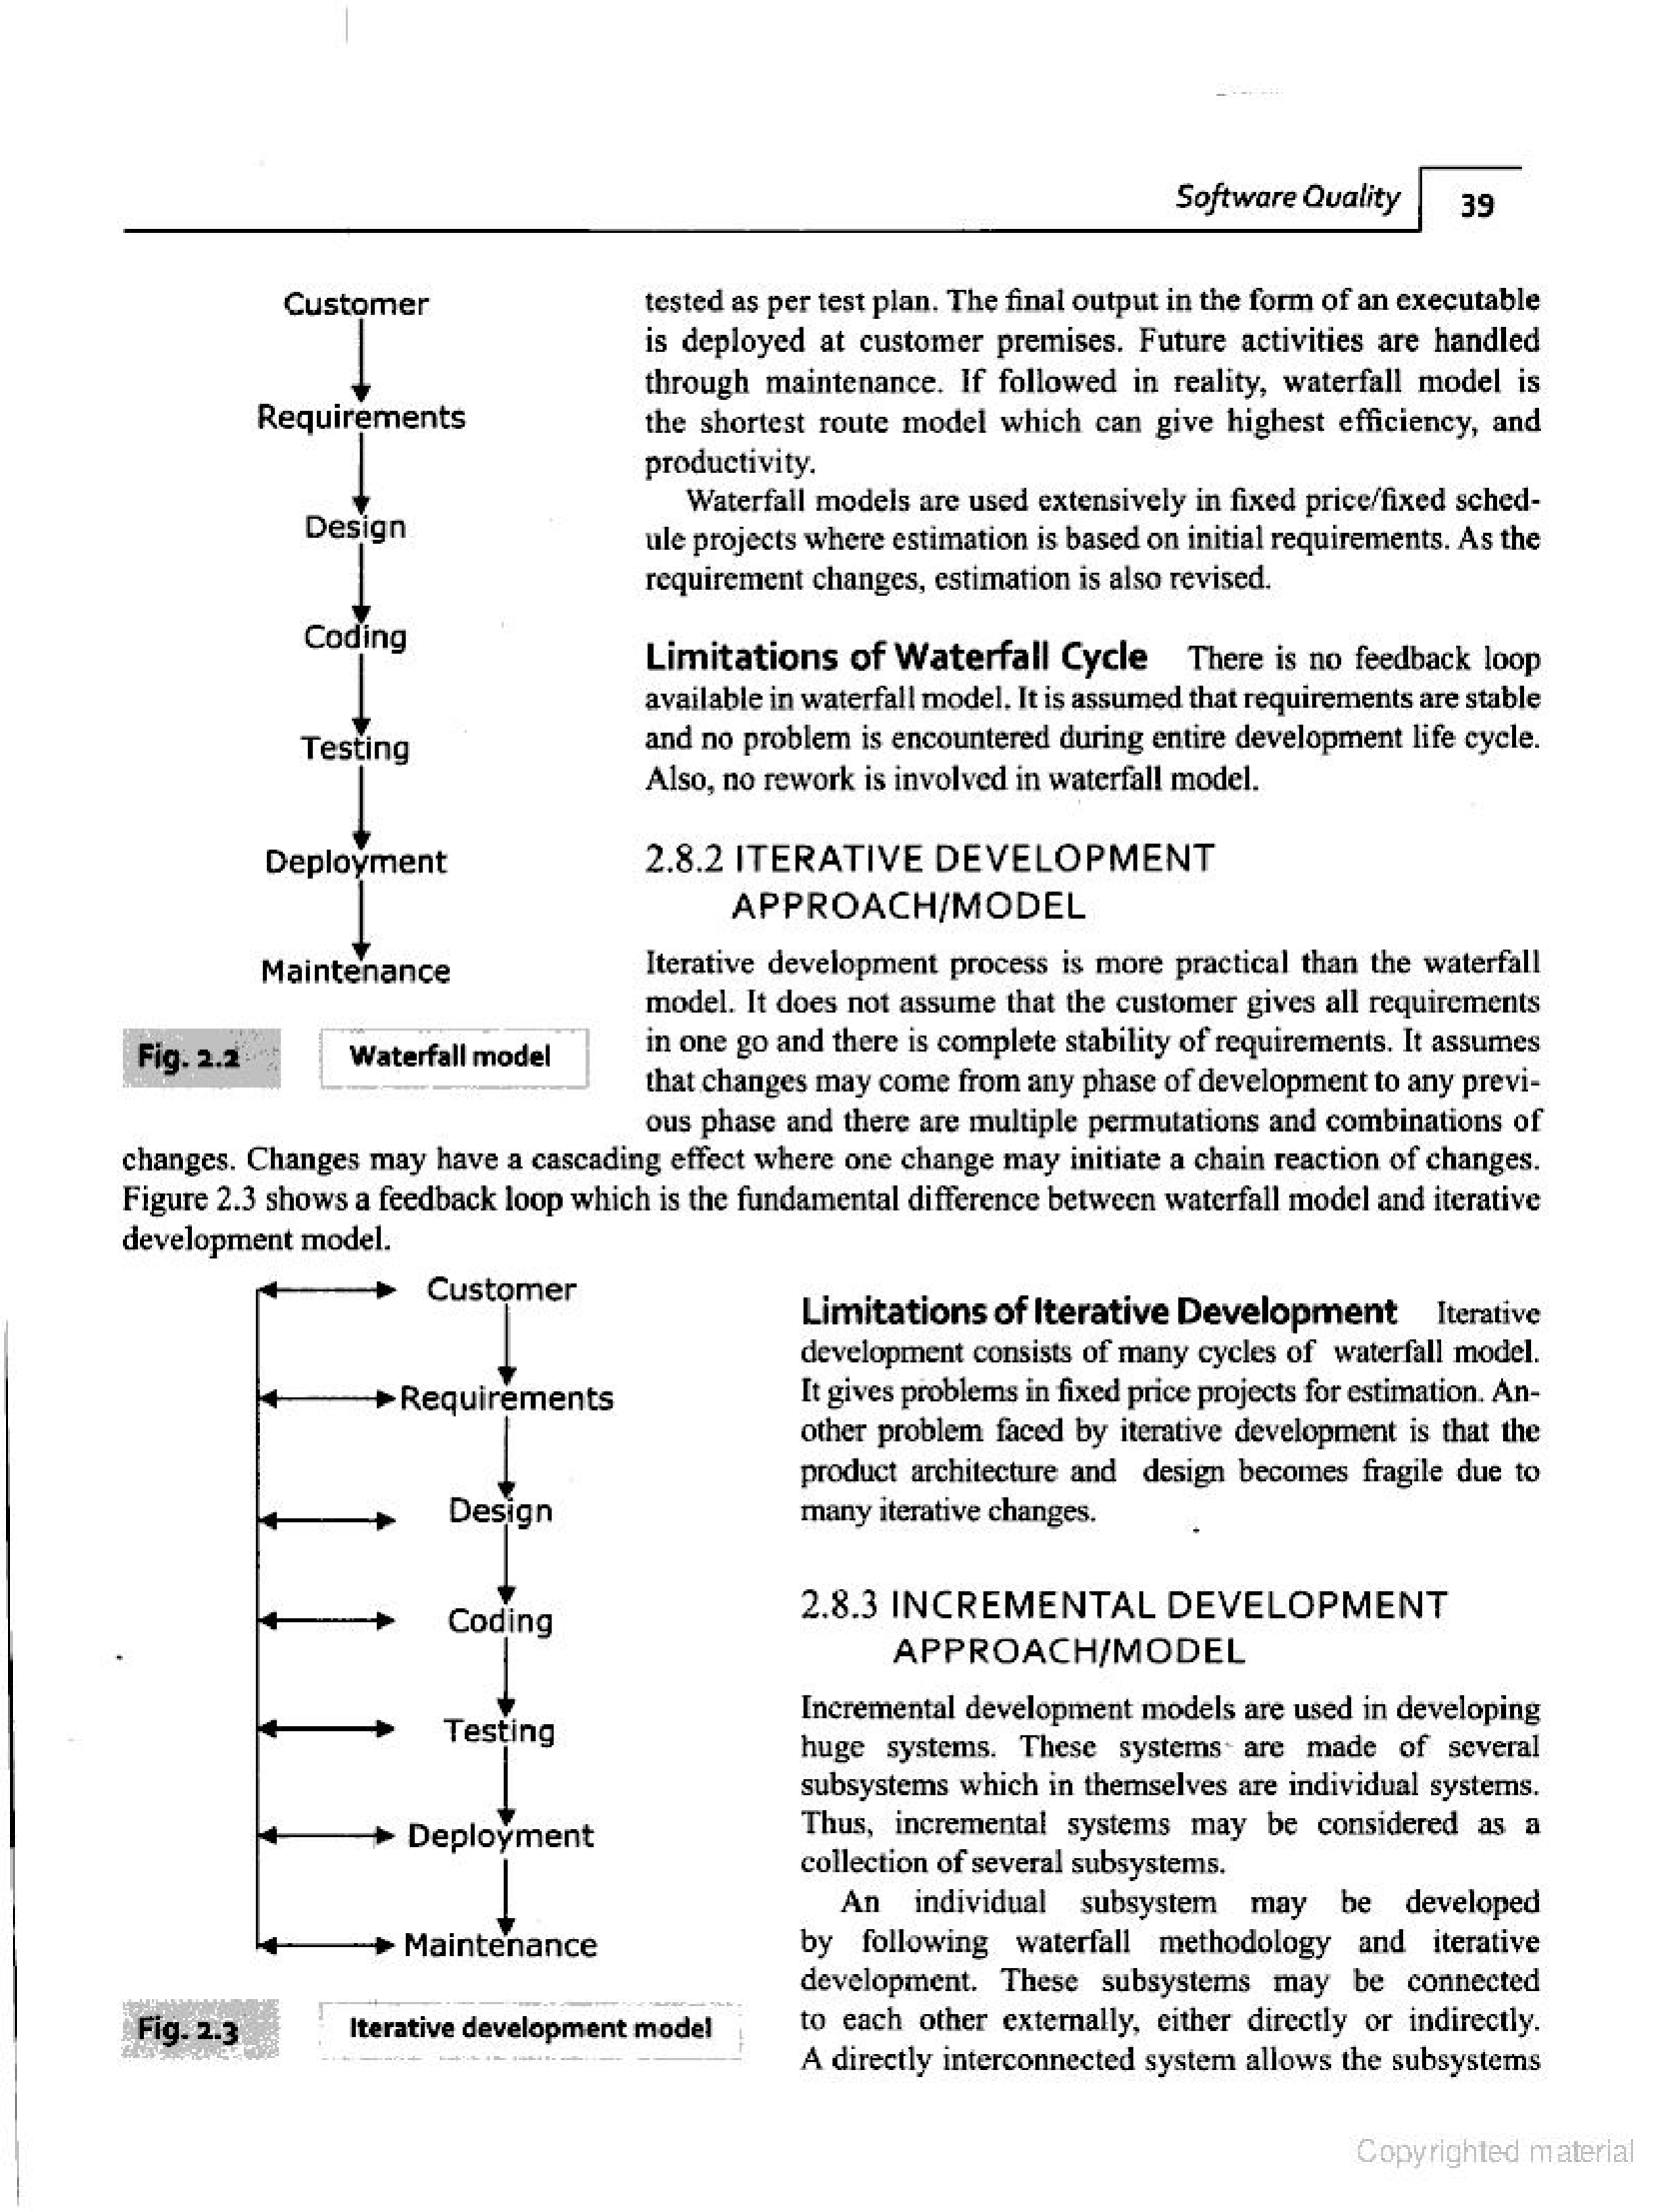 Software Quality 39
Customer
Requirements
Design
Coding
Testing
Deployment
Maintenance
Fig. 2.2 Waterfall model
tested as per test plan. The final output in the form of an executable
is deployed at customer premises. Future activities are handled
through maintenance. If followed in reality, waterfall model is
the shortest route model which can give highest efficiency, and
productivity.
Waterfall models are used extensively in fixed price/fixed sched-
ule projects where estimation is based on initial requirements. As the
requirement changes, estimation is also revised.
Limitations of Waterfall Cycle There is no feedback loop
available in waterfall model. It is assumed that requirements are stable
and no problem is encountered during entire development life cycle.
Also, no rework is involved in waterfall model.
2.8.2 ITERATIVE DEVELOPMENT
APPROACH/MODEL
Iterative development process is more practical than the waterfall
model. It does not assume that the customer gives all requirements
in one go and there is complete stability of requirements. It assumes
that changes may come from any phase of development to any previ-
ous phase and there are multiple permutations and combinations of
changes. Changes may have a cascading effect where one change may initiate a chain reaction of changes.
Figure 2.3 shows a feedback loop which is the fundamental difference between waterfall model and iterative
development model.
Customer
Requirements
Design
Coding
Testing
Deployment
Maintenance
Fig. 2.3 Iterative development model
Limitations of Iterative Development Iterative
development consists of many cycles of waterfall model.
It gives problems in fixed price projects for estimation. An-
other problem faced by iterative development is that the
product architecture and design becomes fragile due to
many iterative changes.
2.8.3 INCREMENTAL DEVELOPMENT
APPROACH/MODEL
Incremental development models are used in developing
huge systems. These systems are made of several
subsystems which in themselves are individual systems.
Thus, incremental systems may be considered as a
collection of several subsystems.
An individual subsystem may be developed
by following waterfall methodology and iterative
development. These subsystems may be connected
to each other externally, either directly or indirectly.
A directly interconnected system allows the subsystems
Copyrighted material